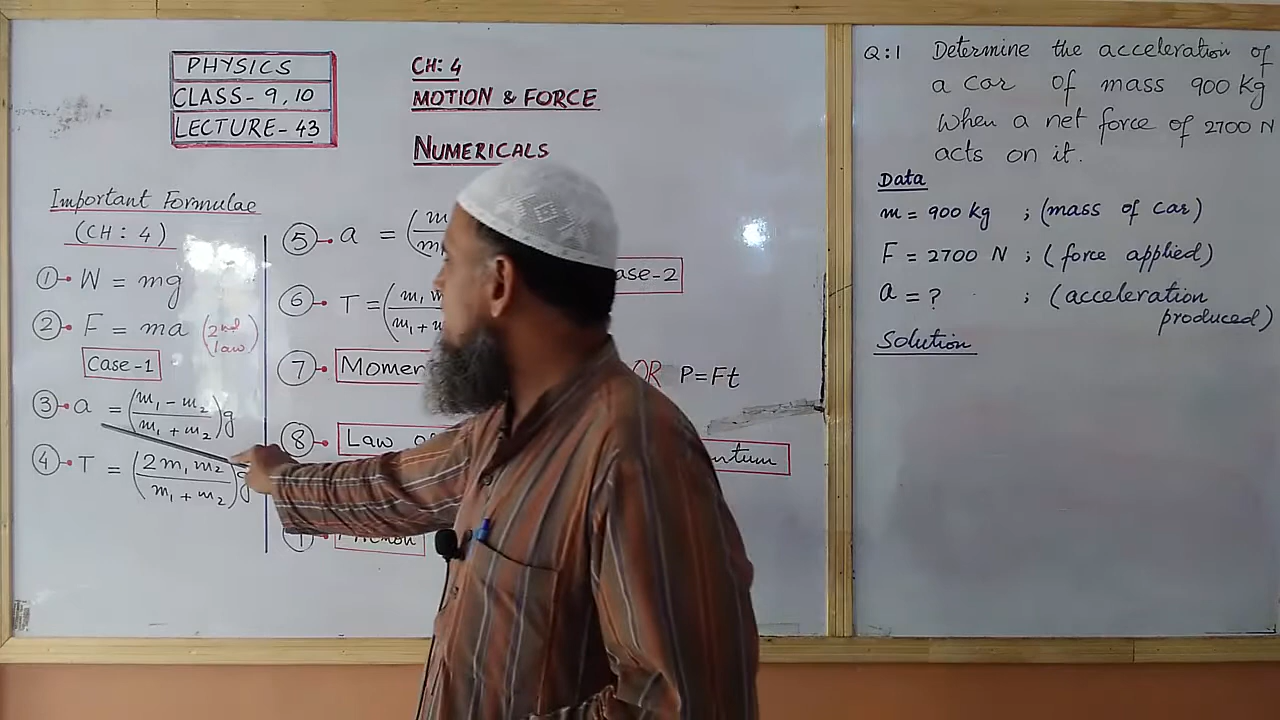 PHYSICS
CLASS- 9,10
LECTURE- 43
CH: 4
MOTION & FORCE
NUMERICALS
Important Formulae
(CH: 4)
① W = mg
② F = ma (2nd law)
Case-1
③ a = (m₁ - m₂ / m₁ + m₂) g
④ T = (2 m₁ m₂ / m₁ + m₂) g
⑤ a = (
ase-2
⑥ T = (
⑦ Momen
OR P=Ft
⑧ Law
ntum
Q:1 Determine the acceleration of
a car of mass 900 Kg
When a net force of 2700 N
acts on it.
Data
m = 900 kg ; (mass of car)
F = 2700 N ; (force applied)
a = ? ; (acceleration
produced)
Solution